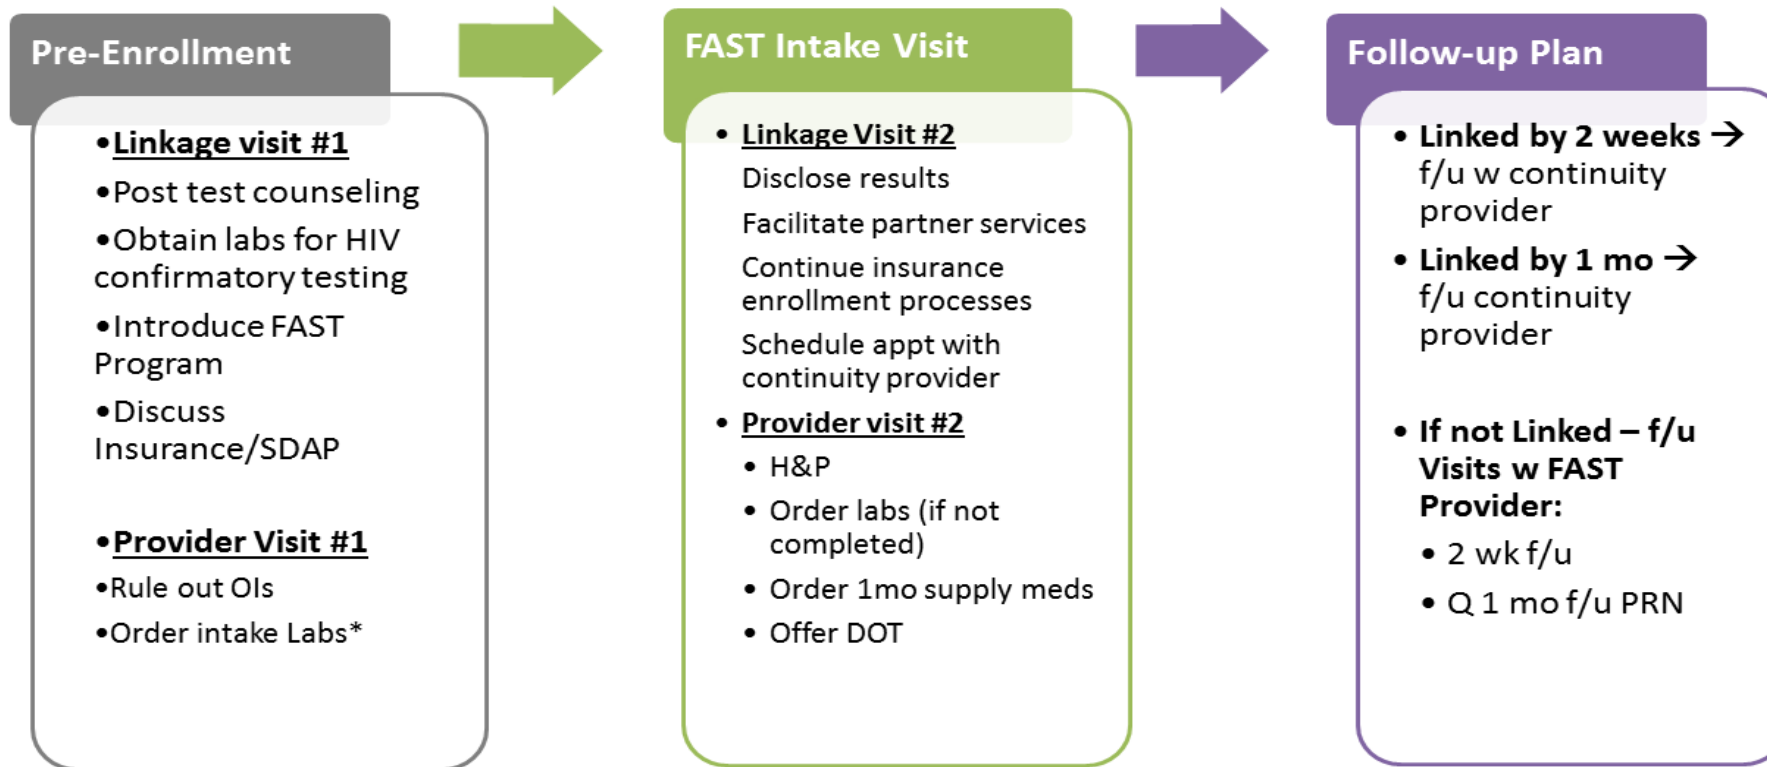 Pre-Enrollment
•Linkage visit #1
•Post test counseling
•Obtain labs for HIV
confirmatory testing
•Introduce FAST
Program
•Discuss
Insurance/SDAP
•Provider Visit #1
•Rule out OIs
•Order intake Labs*
FAST Intake Visit
• Linkage Visit #2
Disclose results
Facilitate partner services
Continue insurance
enrollment processes
Schedule appt with
continuity provider
• Provider visit #2
• H&P
• Order labs (if not
completed)
• Order 1mo supply meds
• Offer DOT
Follow-up Plan
• Linked by 2 weeks →
f/u w continuity
provider
• Linked by 1 mo →
f/u continuity
provider
• If not Linked – f/u
Visits w FAST
Provider:
• 2 wk f/u
• Q 1 mo f/u PRN